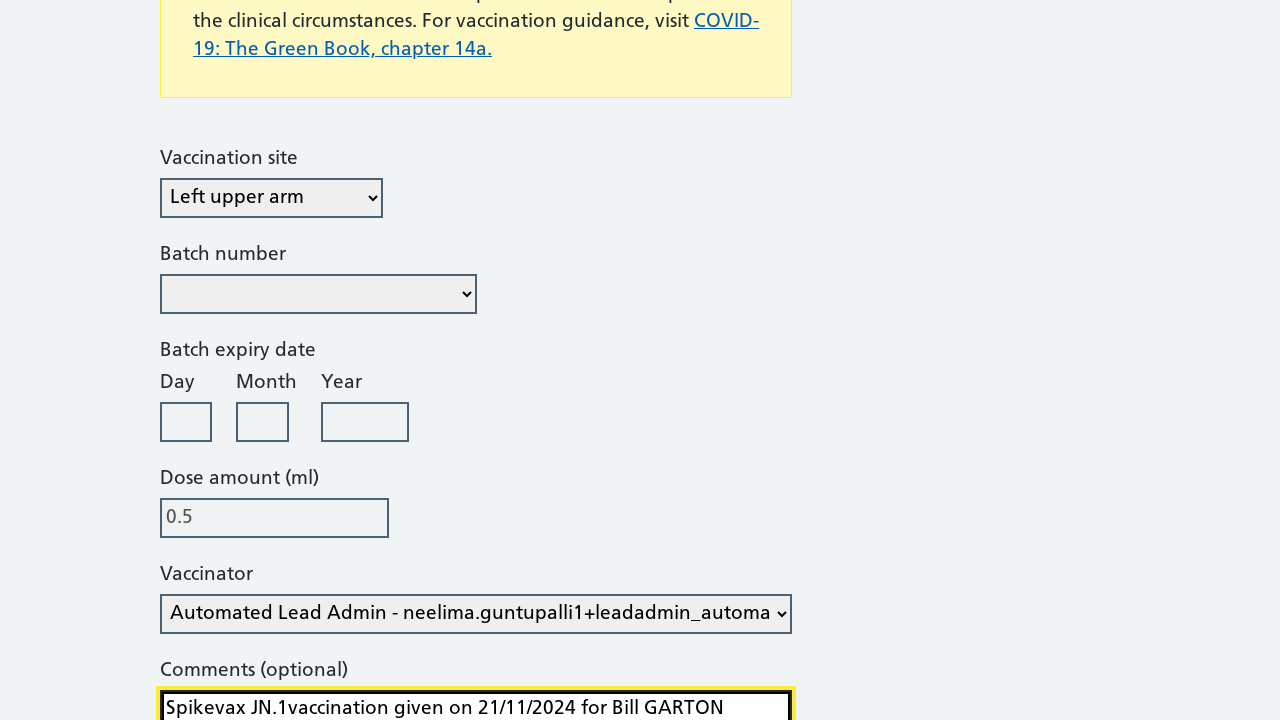 the clinical circumstances. For vaccination guidance, visit COVID-
19: The Green Book, chapter 14a.
Vaccination site
Left upper arm
Batch number
Batch expiry date
Day Month Year
Dose amount (ml)
0.5
Vaccinator
Automated Lead Admin - neelima.guntupalli1+leadadmin_automa
Comments (optional)
Spikevax JN.1vaccination given on 21/11/2024 for Bill GARTON